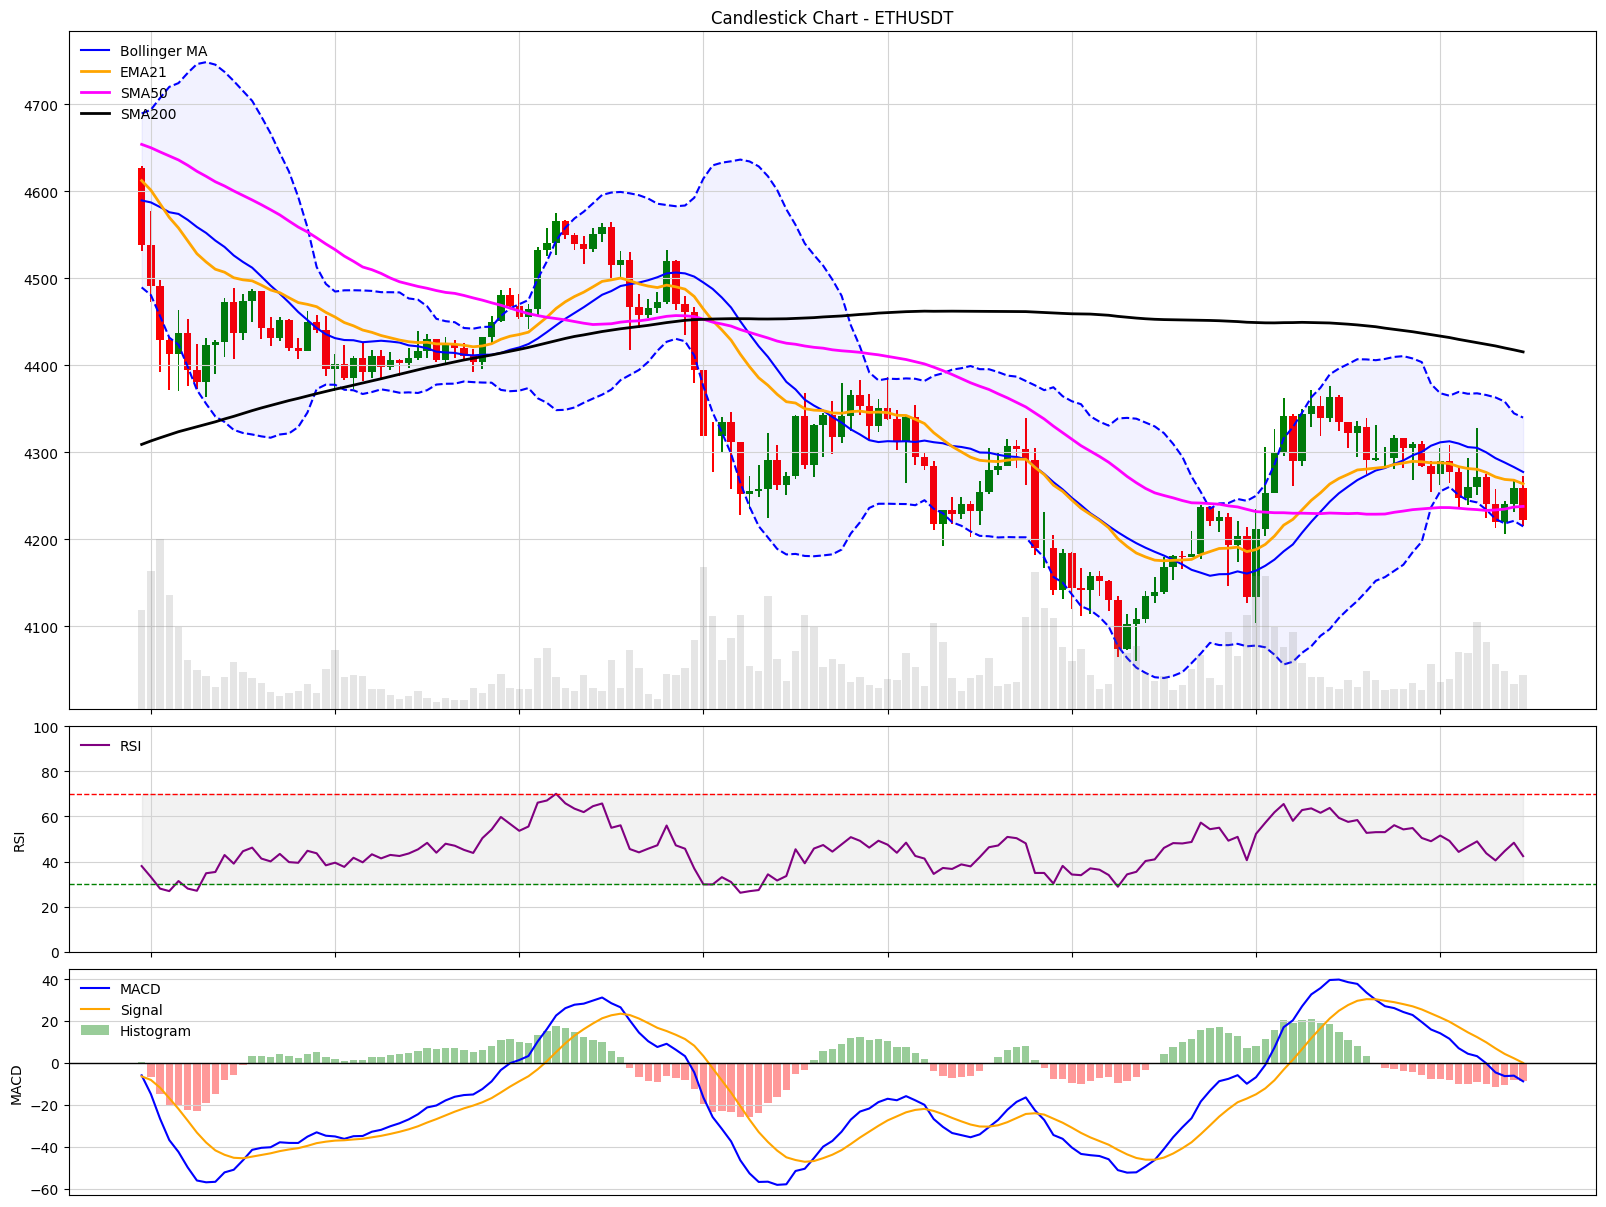 Candlestick Chart - ETHUSDT
Bollinger MA
EMA21
SMA50
SMA200
4700
4600
4500
4400
4300
4200
4100
RSI
100
80
60
40
20
0
RSI
MACD
Signal
Histogram
40
20
0
−20
−40
−60
MACD